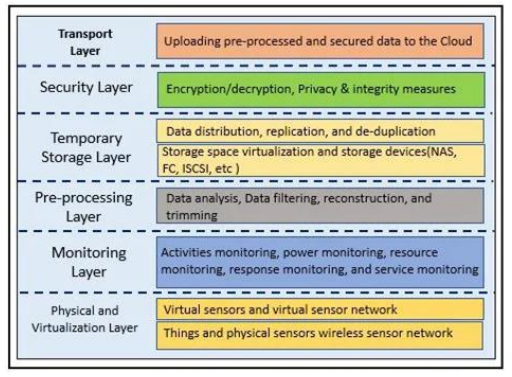 Transport
Layer
Uploading pre-processed and secured data to the Cloud
Security Layer
Encryption/decryption, Privacy & integrity measures
Temporary
Storage Layer
Data distribution, replication, and de-duplication
Storage space virtualization and storage devices(NAS,
FC, ISCSI, etc )
Pre-processing
Layer
Data analysis, Data filtering, reconstruction, and
trimming
Monitoring
Layer
Activities monitoring, power monitoring, resource
monitoring, response monitoring, and service monitoring
Physical and
Virtualization Layer
Virtual sensors and virtual sensor network
Things and physical sensors wireless sensor network